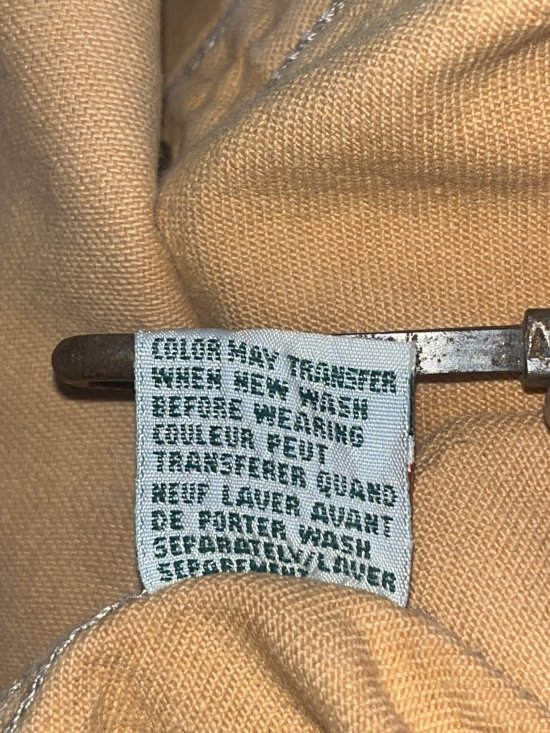 COLOR MAY TRANSFER
WHEN NEW WASH
BEFORE WEARING
COULEUR PEUT
TRANSFERER QUAND
NEUF LAVER AVANT
DE PORTER WASH
SEPARATELY/LAVER
SEPAREMENT